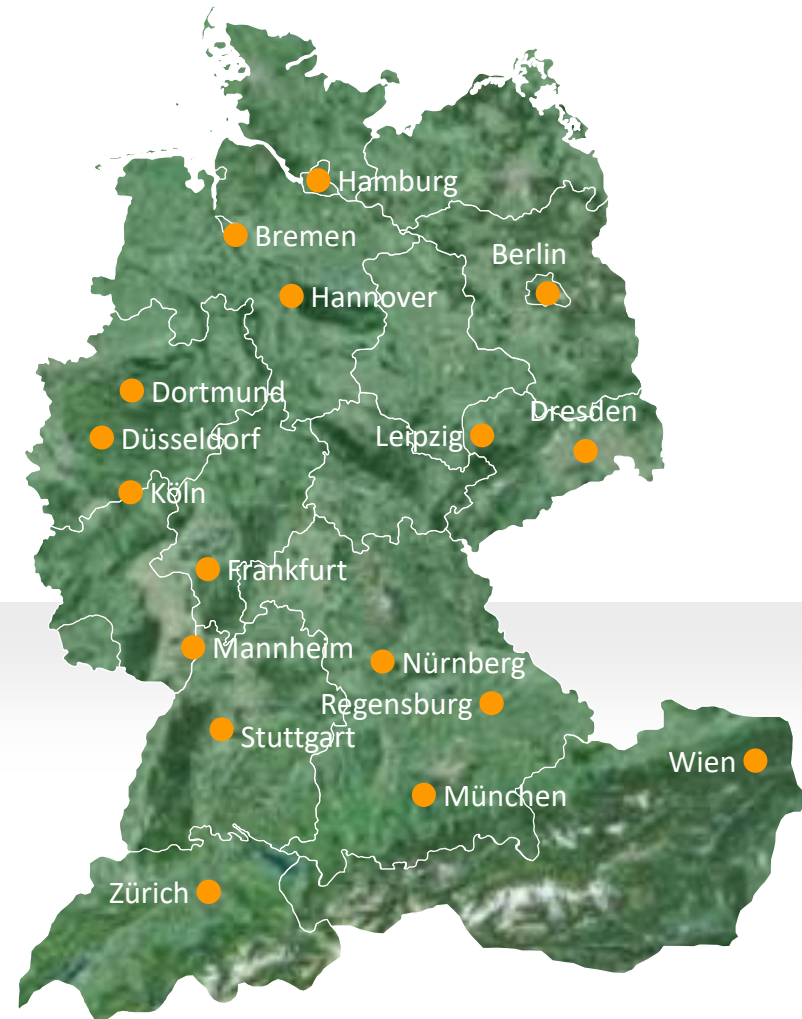 Hamburg
Bremen
Berlin
Hannover
Dortmund
Dresden
Düsseldorf
Leipzig
Köln
Frankfurt
Mannheim
Nürnberg
Regensburg
Stuttgart
Wien
München
Zürich